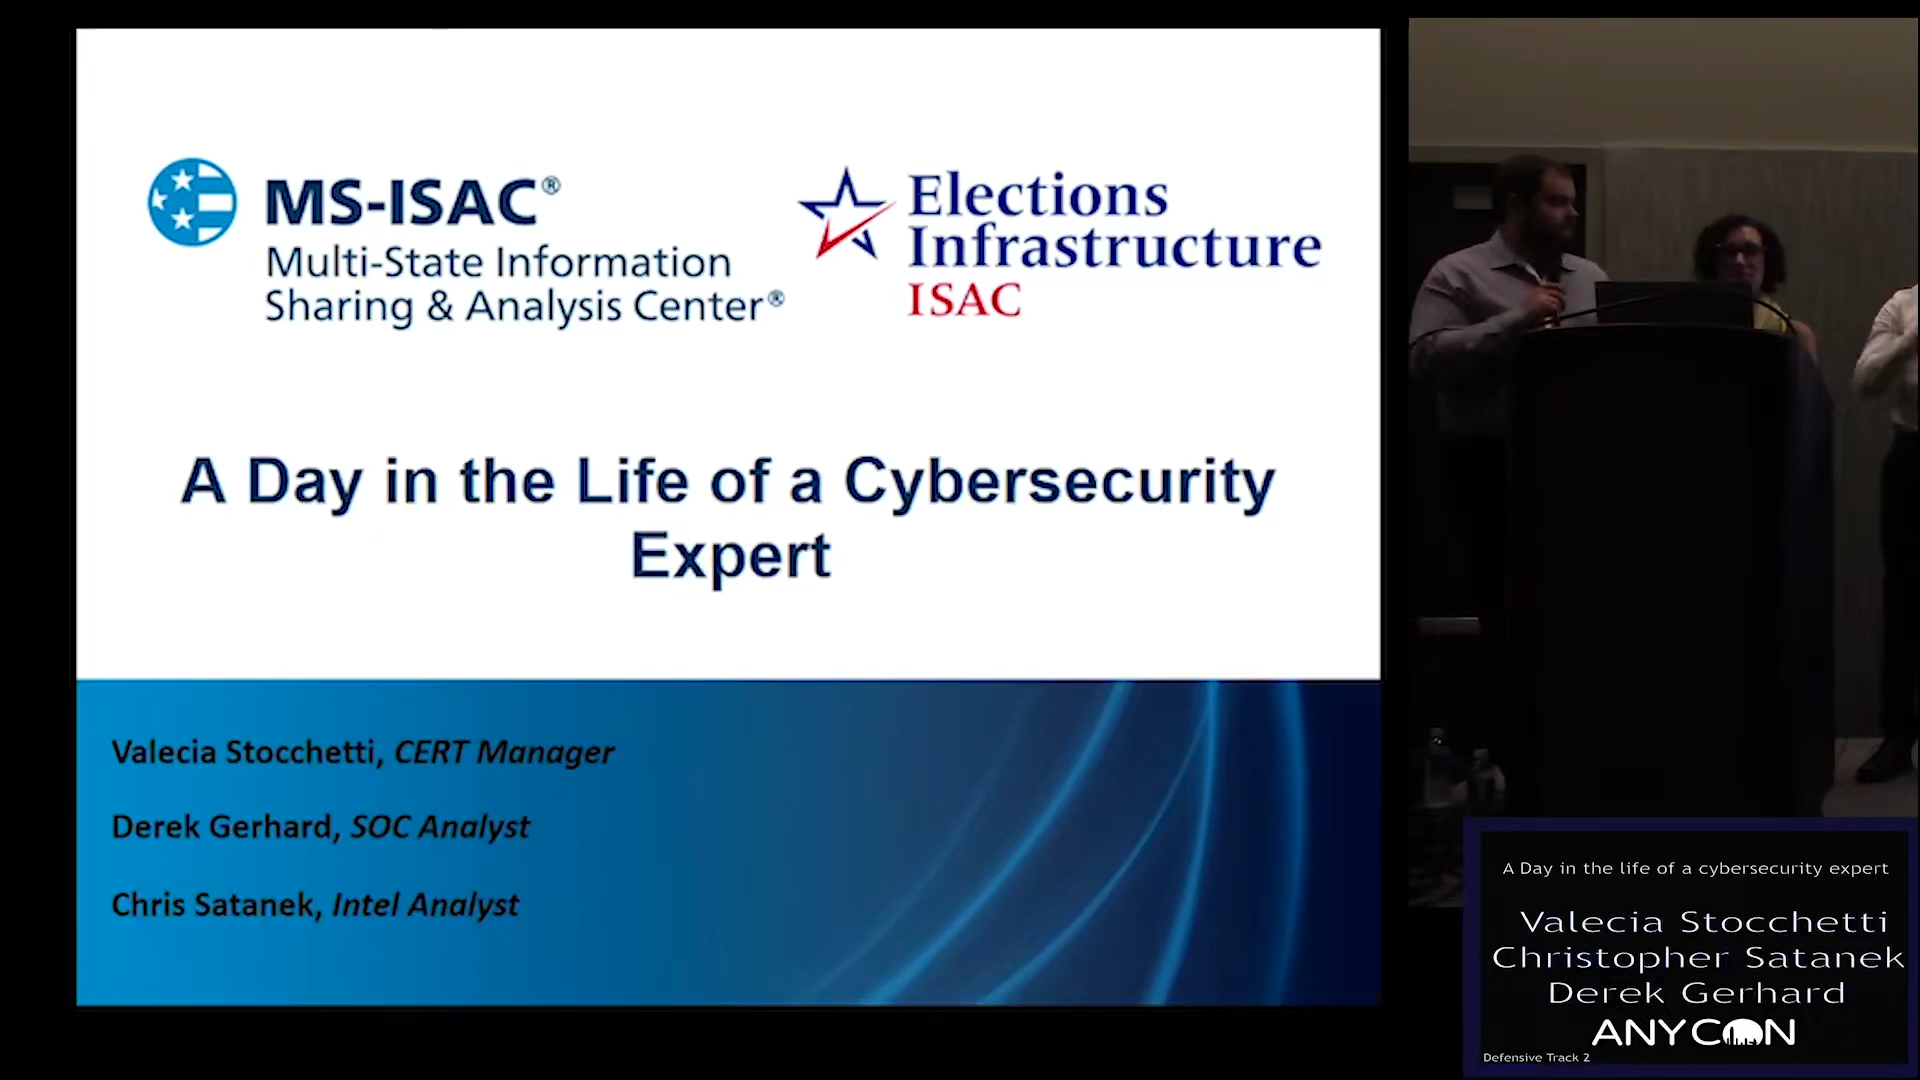 MS-ISAC®
Multi-State Information
Sharing & Analysis Center®
Elections
Infrastructure
ISAC
A Day in the Life of a Cybersecurity
Expert
Valecia Stocchetti, CERT Manager
Derek Gerhard, SOC Analyst
Chris Satanek, Intel Analyst
A Day in the life of a cybersecurity expert
Valecia Stocchetti
Christopher Satanek
Derek Gerhard
ANYCON
Defensive Track 2